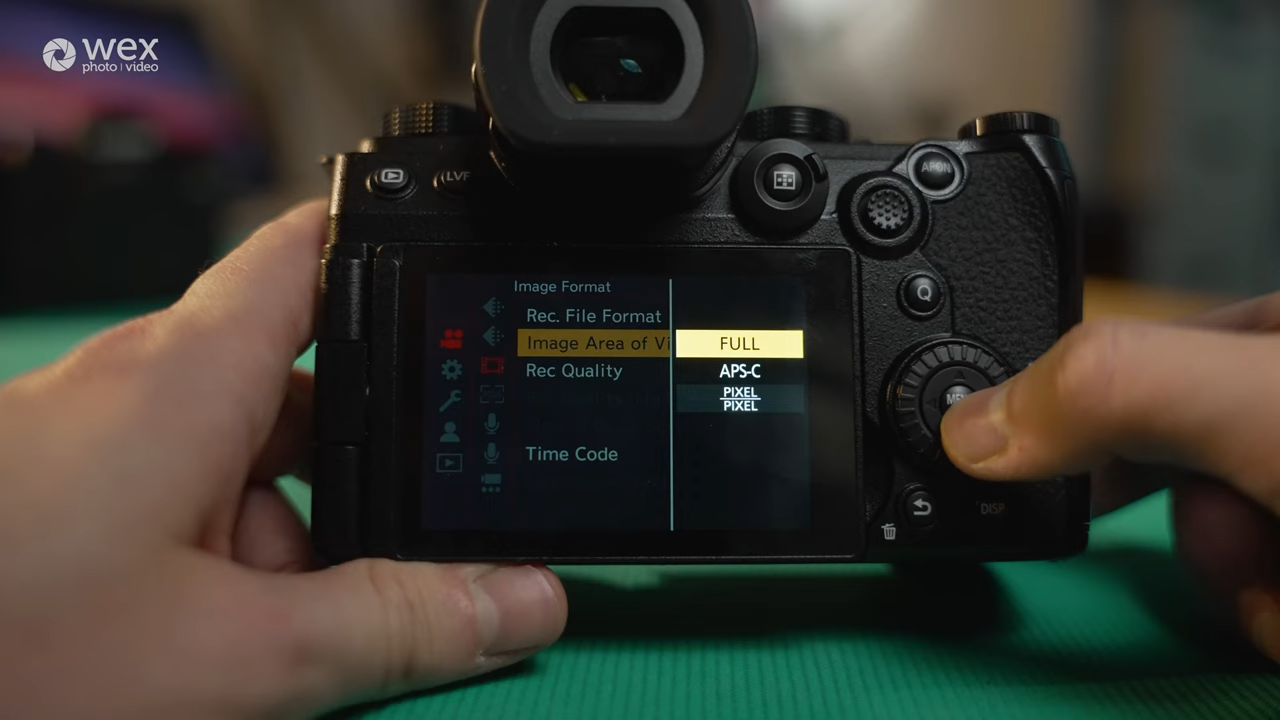 wex
photo | video
LVF
AF ON
Q
Image Format
Rec. File Format
Image Area of Vi
FULL
Rec Quality
APS-C
PIXEL
PIXEL
Time Code
DISP.